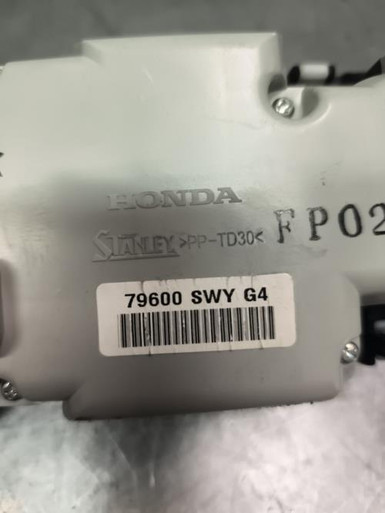 HONDA
STANLEY >PP-TD30< FP02
79600 SWY G4